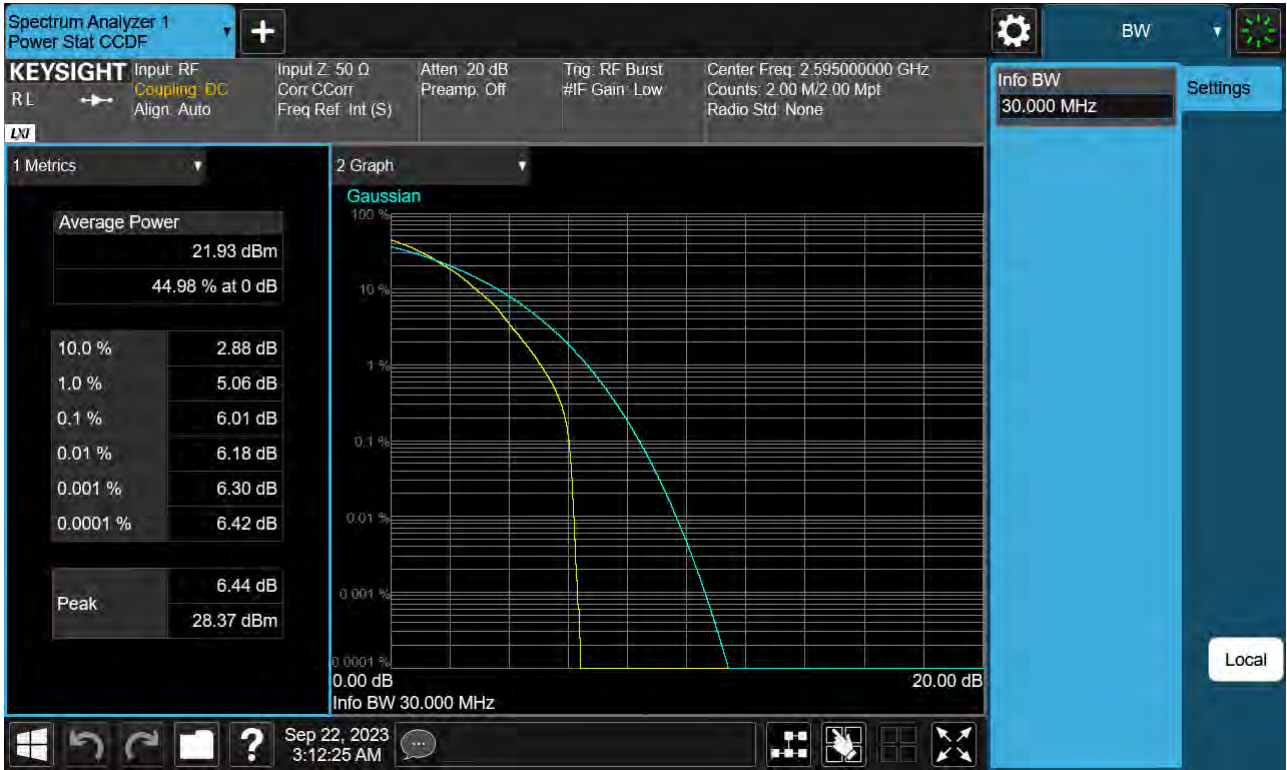 Spectrum Analyzer 1
Power Stat CCDF
BW
KEYSIGHT
RL
LXI
Input: RF
Coupling: DC
Align: Auto
Input Z: 50 Ω
Corr CCorr
Freq Ref: Int (S)
Atten: 20 dB
Preamp: Off
Trig: RF Burst
#IF Gain: Low
Center Freq: 2.595000000 GHz
Counts: 2.00 M/2.00 Mpt
Radio Std: None
Info BW
30.000 MHz
Settings
1 Metrics
Average Power
21.93 dBm
44.98 % at 0 dB
10.0 % 2.88 dB
1.0 % 5.06 dB
0.1 % 6.01 dB
0.01 % 6.18 dB
0.001 % 6.30 dB
0.0001 % 6.42 dB
Peak
6.44 dB
28.37 dBm
2 Graph
Gaussian
100 %
10 %
1 %
0.1 %
0.01 %
0.001 %
0.0001 %
0.00 dB 20.00 dB
Info BW 30.000 MHz
Local
?
Sep 22, 2023
3:12:25 AM